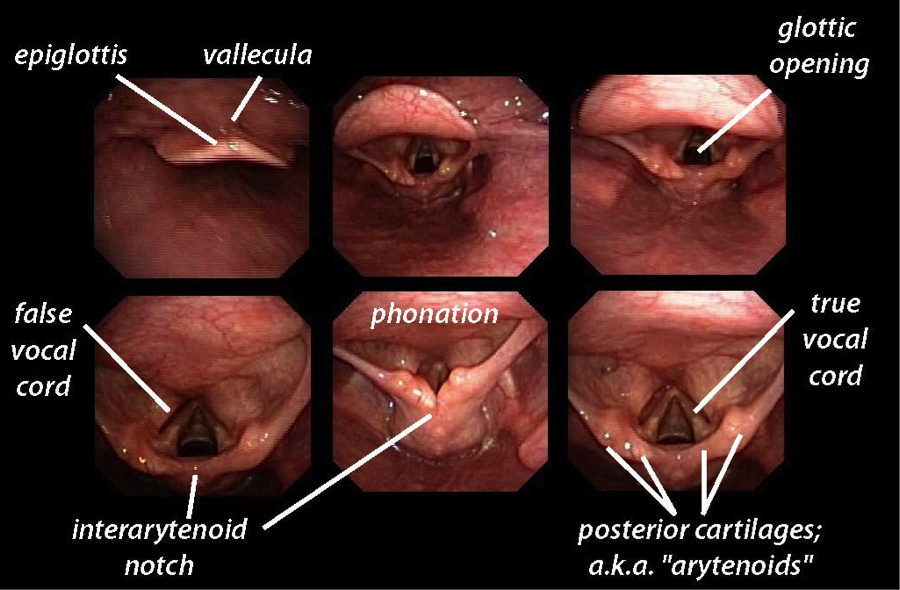 epiglottis
vallecula
glottic
opening
false
vocal
cord
phonation
true
vocal
cord
interarytenoid
notch
posterior cartilages;
a.k.a. "arytenoids"